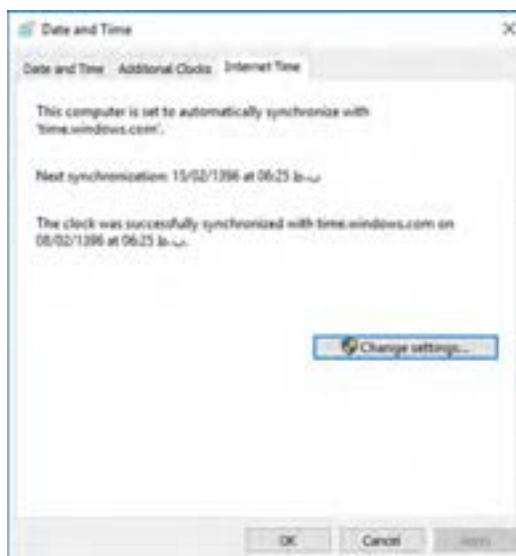 Date and Time
Date and Time Additional Clocks Internet Time
This computer is set to automatically synchronize with
'time.windows.com'.
Next synchronization: 15/02/1396 at 06:25 ب.ظ
The clock was successfully synchronized with time.windows.com on
08/02/1396 at 06:25 ب.ظ.
Change settings...
OK Cancel Apply